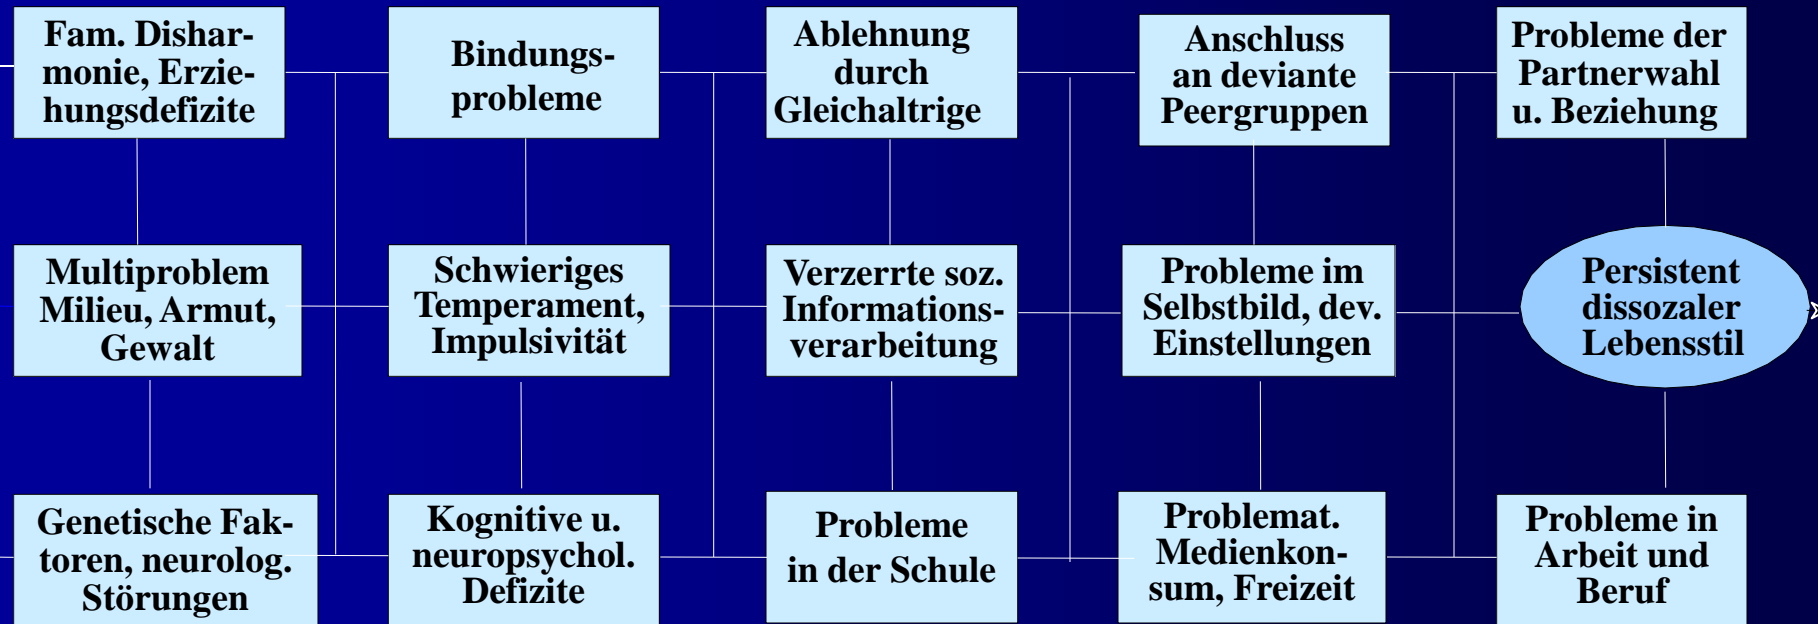 Fam. Dishar-
monie, Erzie-
hungsdefizite
Bindungs-
probleme
Ablehnung
durch
Gleichaltrige
Anschluss
an deviante
Peergruppen
Probleme der
Partnerwahl
u. Beziehung
Multiproblem
Milieu, Armut,
Gewalt
Schwieriges
Temperament,
Impulsivität
Verzerrte soz.
Informations-
verarbeitung
Probleme im
Selbstbild, dev.
Einstellungen
Persistent
dissozaler
Lebensstil
Genetische Fak-
toren, neurolog.
Störungen
Kognitive u.
neuropsychol.
Defizite
Probleme
in der Schule
Problemat.
Medienkon-
sum, Freizeit
Probleme in
Arbeit und
Beruf